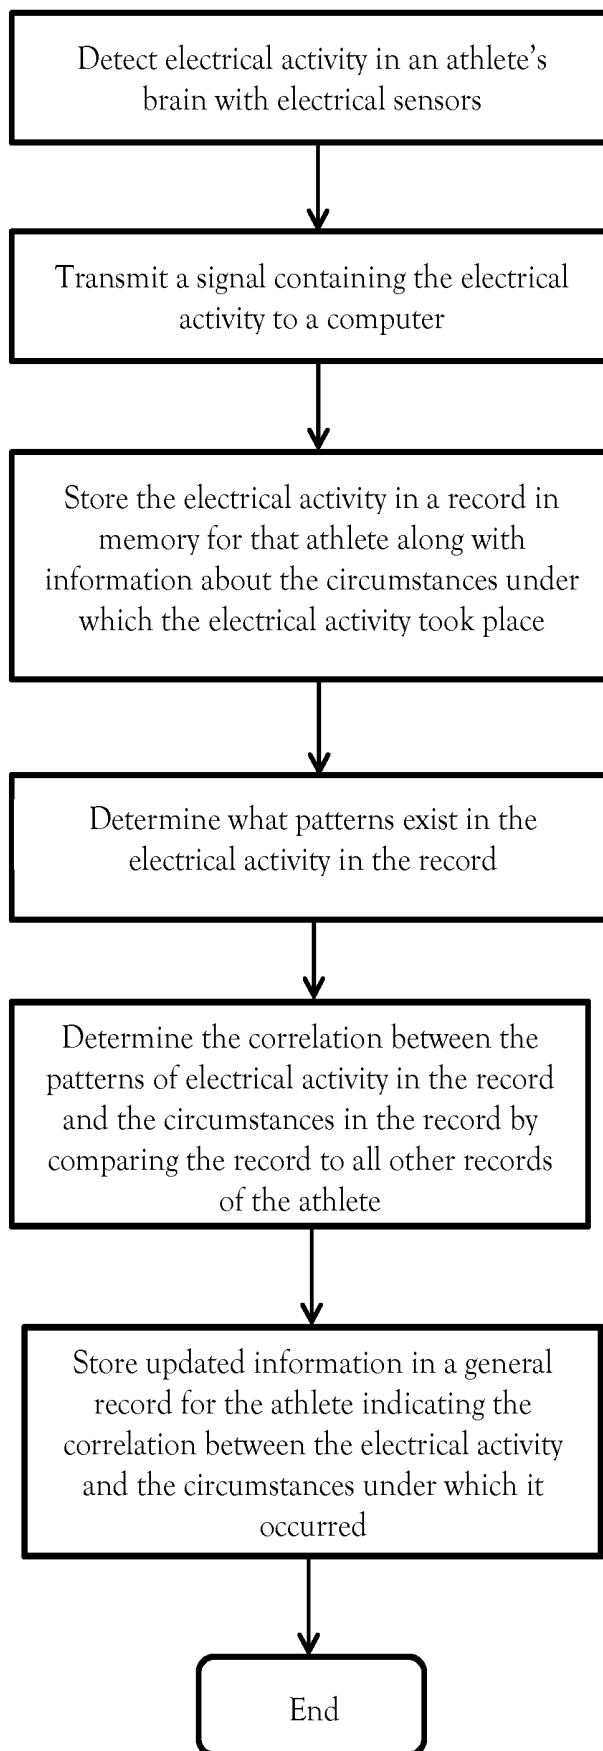 Detect electrical activity in an athlete's
brain with electrical sensors
Transmit a signal containing the electrical
activity to a computer
Store the electrical activity in a record in
memory for that athlete along with
information about the circumstances under
which the electrical activity took place
Determine what patterns exist in the
electrical activity in the record
Determine the correlation between the
patterns of electrical activity in the record
and the circumstances in the record by
comparing the record to all other records
of the athlete
Store updated information in a general
record for the athlete indicating the
correlation between the electrical activity
and the circumstances under which it
occurred
End